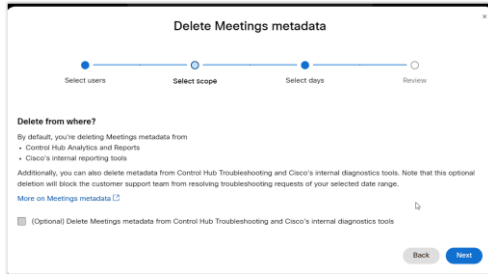 Delete Meetings metadata
×
Select users
Select scope
Select days
Review
Delete from where?
By default, you're deleting Meetings metadata from
• Control Hub Analytics and Reports
• Cisco's internal reporting tools
Additionally, you can also delete metadata from Control Hub Troubleshooting and Cisco's internal diagnostics tools. Note that this optional
deletion will block the customer support team from resolving troubleshooting requests of your selected date range.
More on Meetings metadata
(Optional) Delete Meetings metadata from Control Hub Troubleshooting and Cisco's internal diagnostics tools
Back
Next